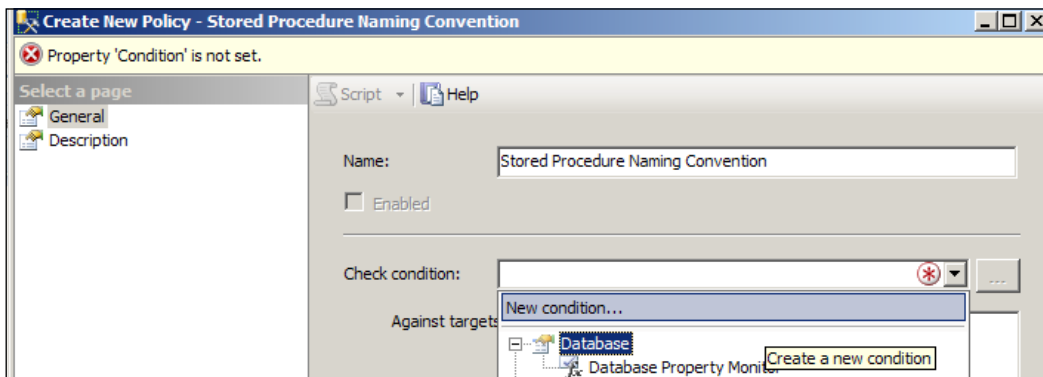 Create New Policy - Stored Procedure Naming Convention
Property 'Condition' is not set.
Select a page
General
Description
Script
Help
Name:
Stored Procedure Naming Convention
Enabled
Check condition:
...
New condition...
Against targets
Database
Create a new condition
Database Property Monitor